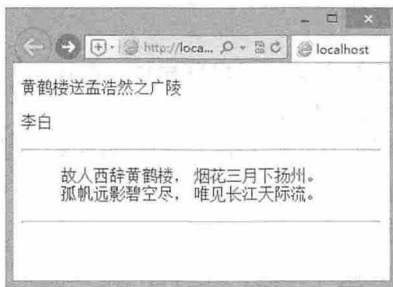 http://loca...
localhost
黄鹤楼送孟浩然之广陵
李白
故人西辞黄鹤楼， 烟花三月下扬州。
孤帆远影碧空尽， 唯见长江天际流。